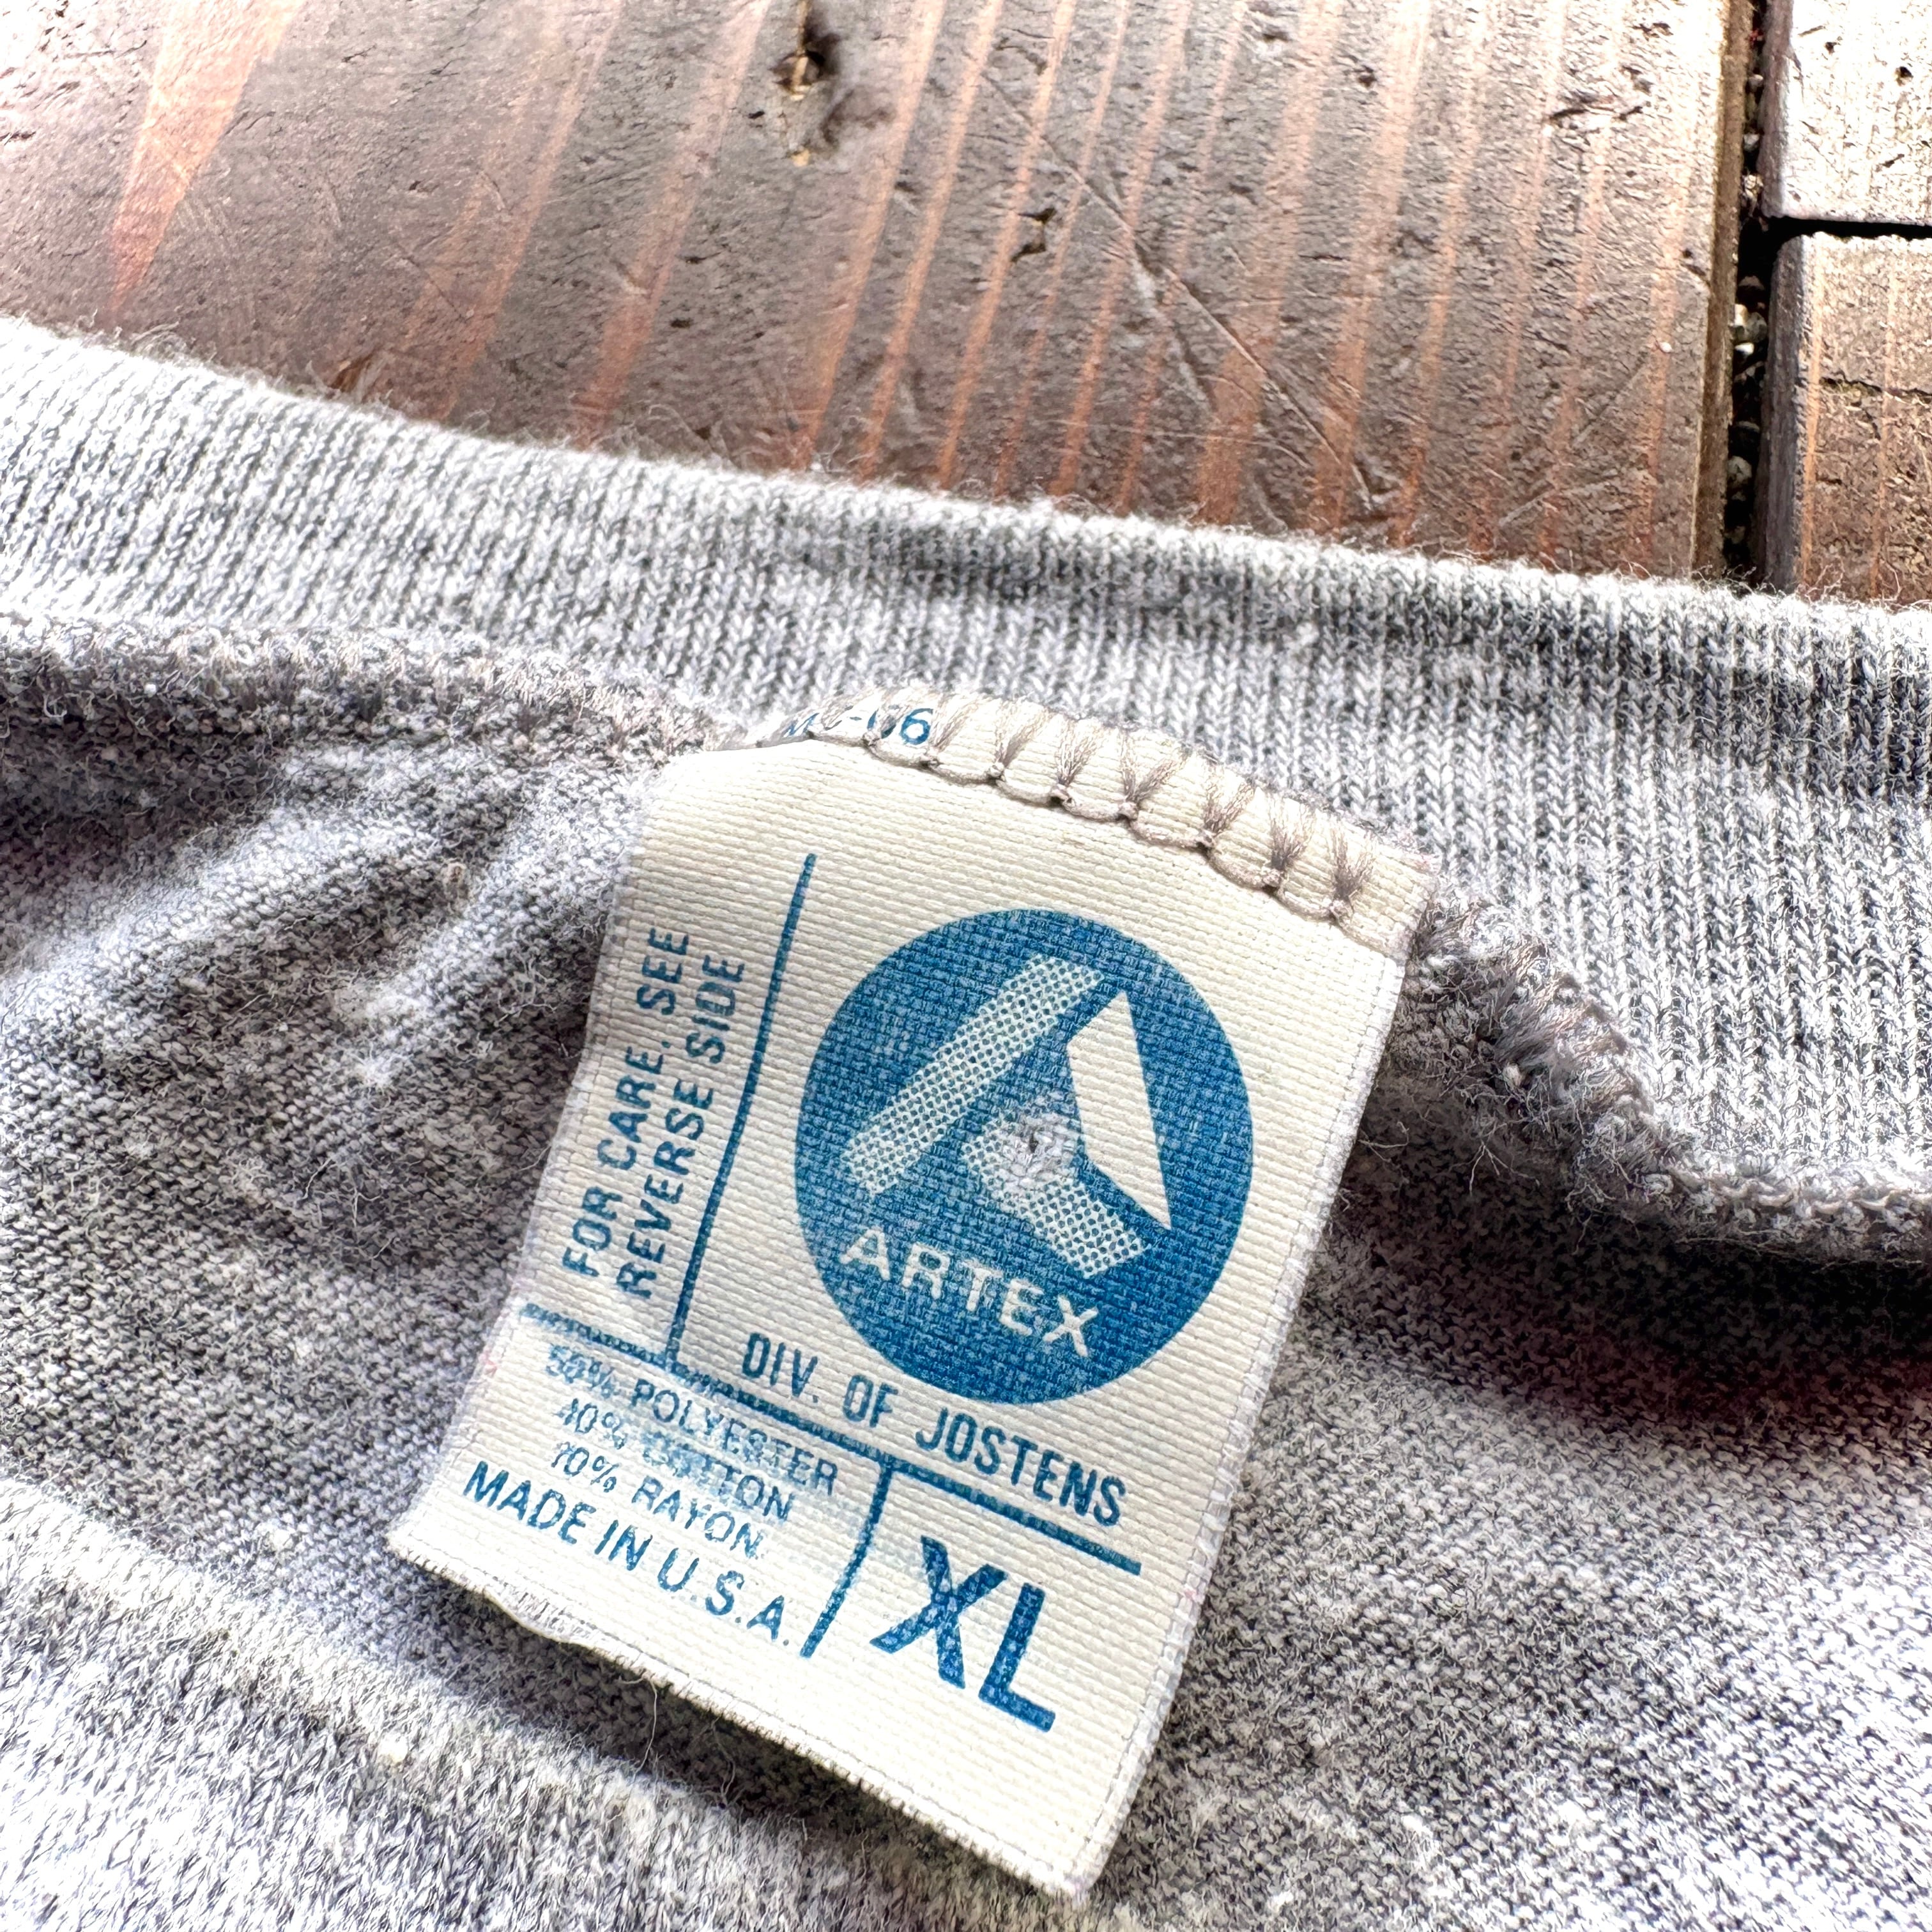 FOR CARE, SEE
REVERSE SIDE
ARTEX
DIV. OF JOSTENS
50% POLYESTER
40% COTTON
10% RAYON
MADE IN U.S.A.
XL